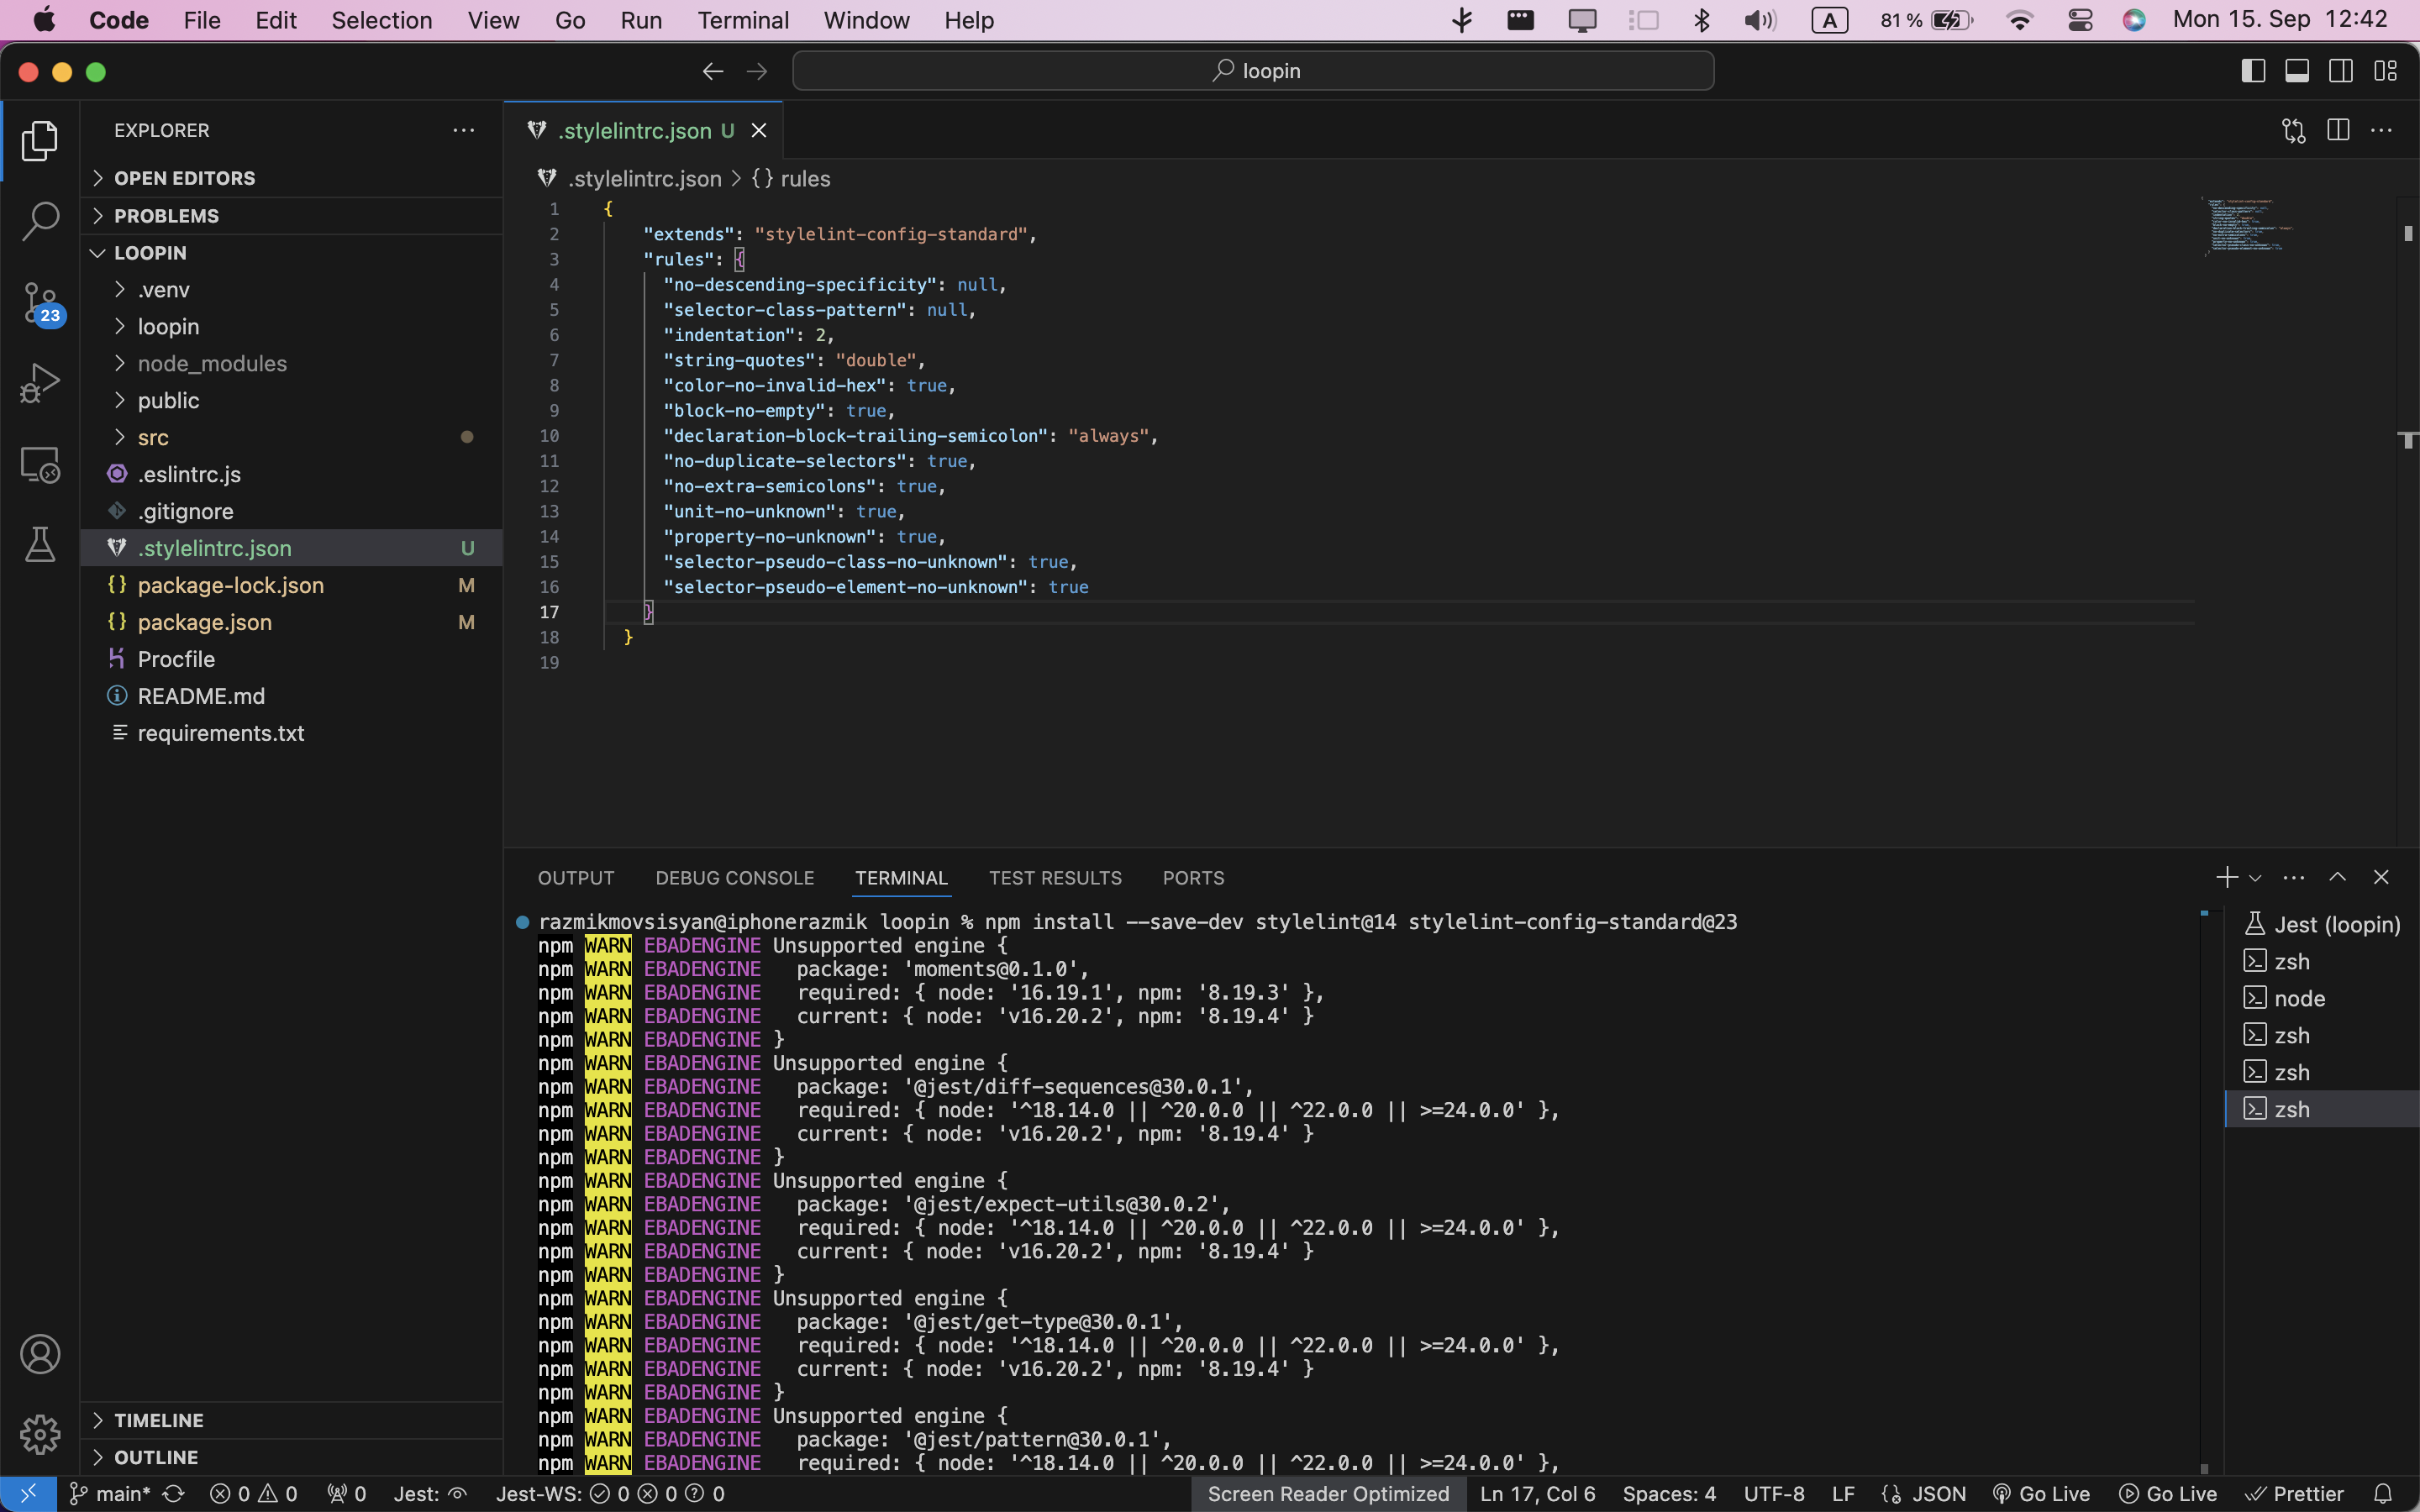 Code File Edit Selection View Go Run Terminal Window Help A 81 % Mon 15. Sep 12:42
loopin
EXPLORER
OPEN EDITORS
PROBLEMS
LOOPIN
.venv
loopin
node_modules
public
src
.eslintrc.js
.gitignore
.stylelintrc.json U
package-lock.json M
package.json M
Procfile
README.md
requirements.txt
TIMELINE
OUTLINE
23
.stylelintrc.json U
.stylelintrc.json > {} rules
1 {
2 "extends": "stylelint-config-standard",
3 "rules": {
4 "no-descending-specificity": null,
5 "selector-class-pattern": null,
6 "indentation": 2,
7 "string-quotes": "double",
8 "color-no-invalid-hex": true,
9 "block-no-empty": true,
10 "declaration-block-trailing-semicolon": "always",
11 "no-duplicate-selectors": true,
12 "no-extra-semicolons": true,
13 "unit-no-unknown": true,
14 "property-no-unknown": true,
15 "selector-pseudo-class-no-unknown": true,
16 "selector-pseudo-element-no-unknown": true
17 }
18 }
19
OUTPUT DEBUG CONSOLE TERMINAL TEST RESULTS PORTS
razmikmovsisyan@iphonerazmik loopin % npm install --save-dev stylelint@14 stylelint-config-standard@23
npm WARN EBADENGINE Unsupported engine {
npm WARN EBADENGINE package: 'moments@0.1.0',
npm WARN EBADENGINE required: { node: '16.19.1', npm: '8.19.3' },
npm WARN EBADENGINE current: { node: 'v16.20.2', npm: '8.19.4' }
npm WARN EBADENGINE }
npm WARN EBADENGINE Unsupported engine {
npm WARN EBADENGINE package: '@jest/diff-sequences@30.0.1',
npm WARN EBADENGINE required: { node: '^18.14.0 || ^20.0.0 || ^22.0.0 || >=24.0.0' },
npm WARN EBADENGINE current: { node: 'v16.20.2', npm: '8.19.4' }
npm WARN EBADENGINE }
npm WARN EBADENGINE Unsupported engine {
npm WARN EBADENGINE package: '@jest/expect-utils@30.0.2',
npm WARN EBADENGINE required: { node: '^18.14.0 || ^20.0.0 || ^22.0.0 || >=24.0.0' },
npm WARN EBADENGINE current: { node: 'v16.20.2', npm: '8.19.4' }
npm WARN EBADENGINE }
npm WARN EBADENGINE Unsupported engine {
npm WARN EBADENGINE package: '@jest/get-type@30.0.1',
npm WARN EBADENGINE required: { node: '^18.14.0 || ^20.0.0 || ^22.0.0 || >=24.0.0' },
npm WARN EBADENGINE current: { node: 'v16.20.2', npm: '8.19.4' }
npm WARN EBADENGINE }
npm WARN EBADENGINE Unsupported engine {
npm WARN EBADENGINE package: '@jest/pattern@30.0.1',
npm WARN EBADENGINE required: { node: '^18.14.0 || ^20.0.0 || ^22.0.0 || >=24.0.0' },
Jest (loopin)
zsh
node
zsh
zsh
zsh
main* 0 0 0 Jest: Jest-WS: 0 0 0 Screen Reader Optimized Ln 17, Col 6 Spaces: 4 UTF-8 LF JSON Go Live Go Live Prettier